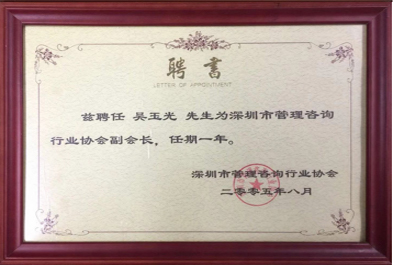 聘书
LETTER OF APPOINTMENT
兹聘任 吴玉光 先生为深圳市管理咨询
行业协会副会长，任期一年。
深圳市管理咨询行业协会
二零零五年八月